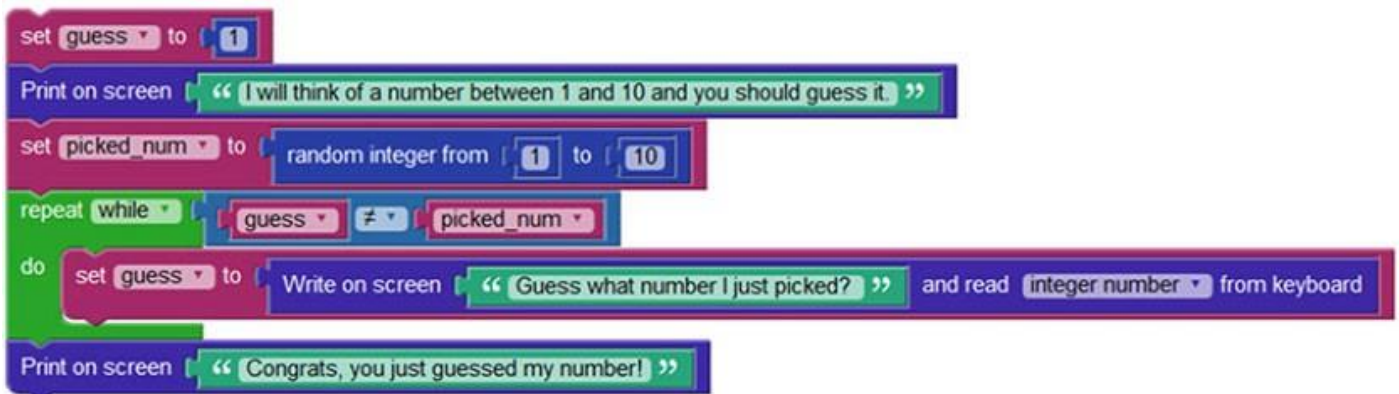 set guess to 1
Print on screen “ I will think of a number between 1 and 10 and you should guess it. ”
set picked_num to random integer from 1 to 10
repeat while guess ≠ picked_num
do set guess to Write on screen “ Guess what number I just picked? ” and read integer number from keyboard
Print on screen “ Congrats, you just guessed my number! ”